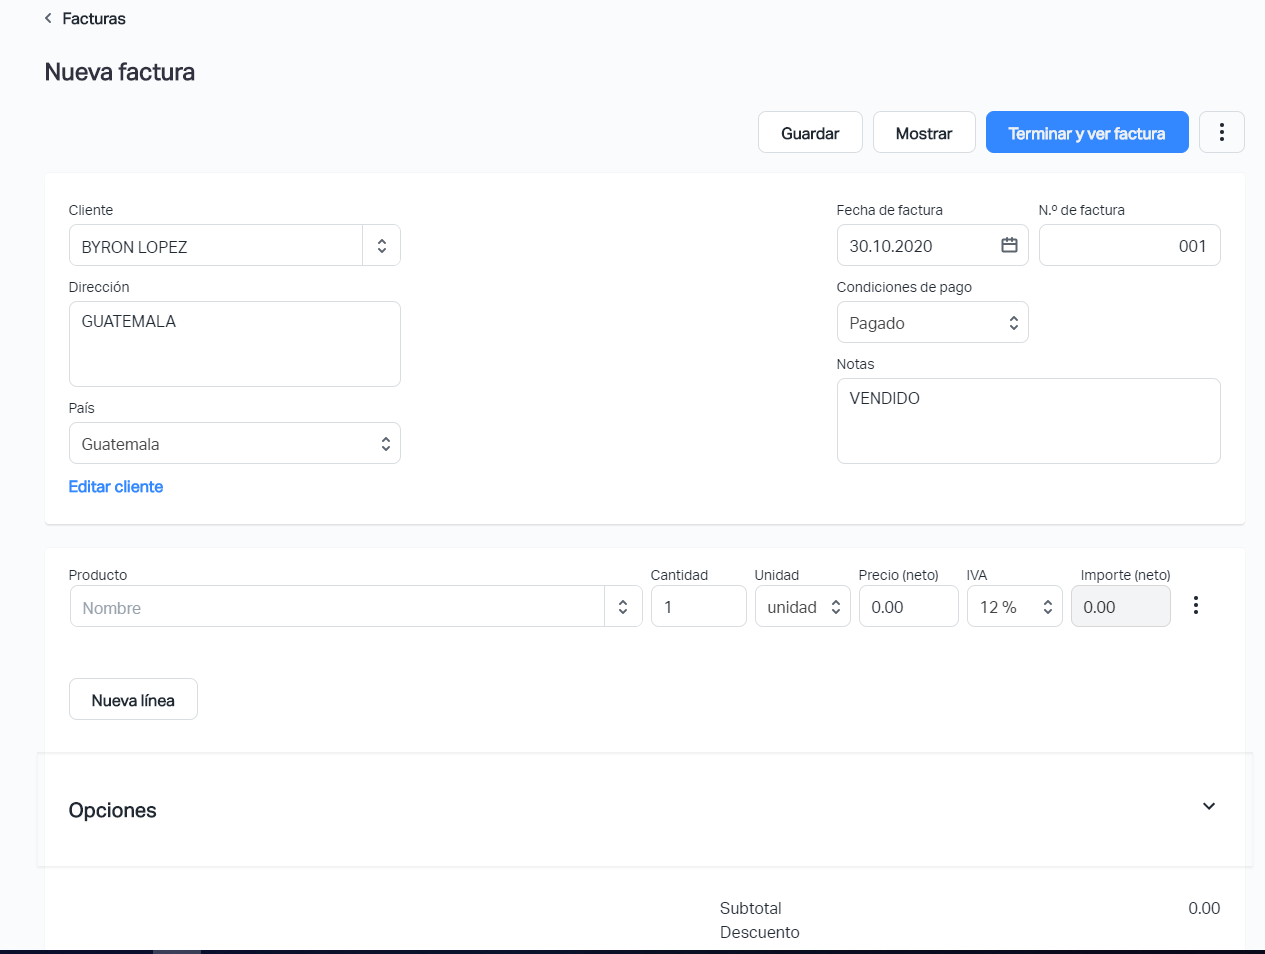 Facturas
Nueva factura
Guardar
Mostrar
Terminar y ver factura
Cliente
BYRON LOPEZ
Dirección
GUATEMALA
País
Guatemala
Editar cliente
Fecha de factura
N.º de factura
30.10.2020
001
Condiciones de pago
Pagado
Notas
VENDIDO
Producto Cantidad Unidad Precio (neto) IVA Importe (neto)
Nombre 1 unidad 0.00 12 % 0.00
Nueva línea
Opciones
Subtotal 0.00
Descuento